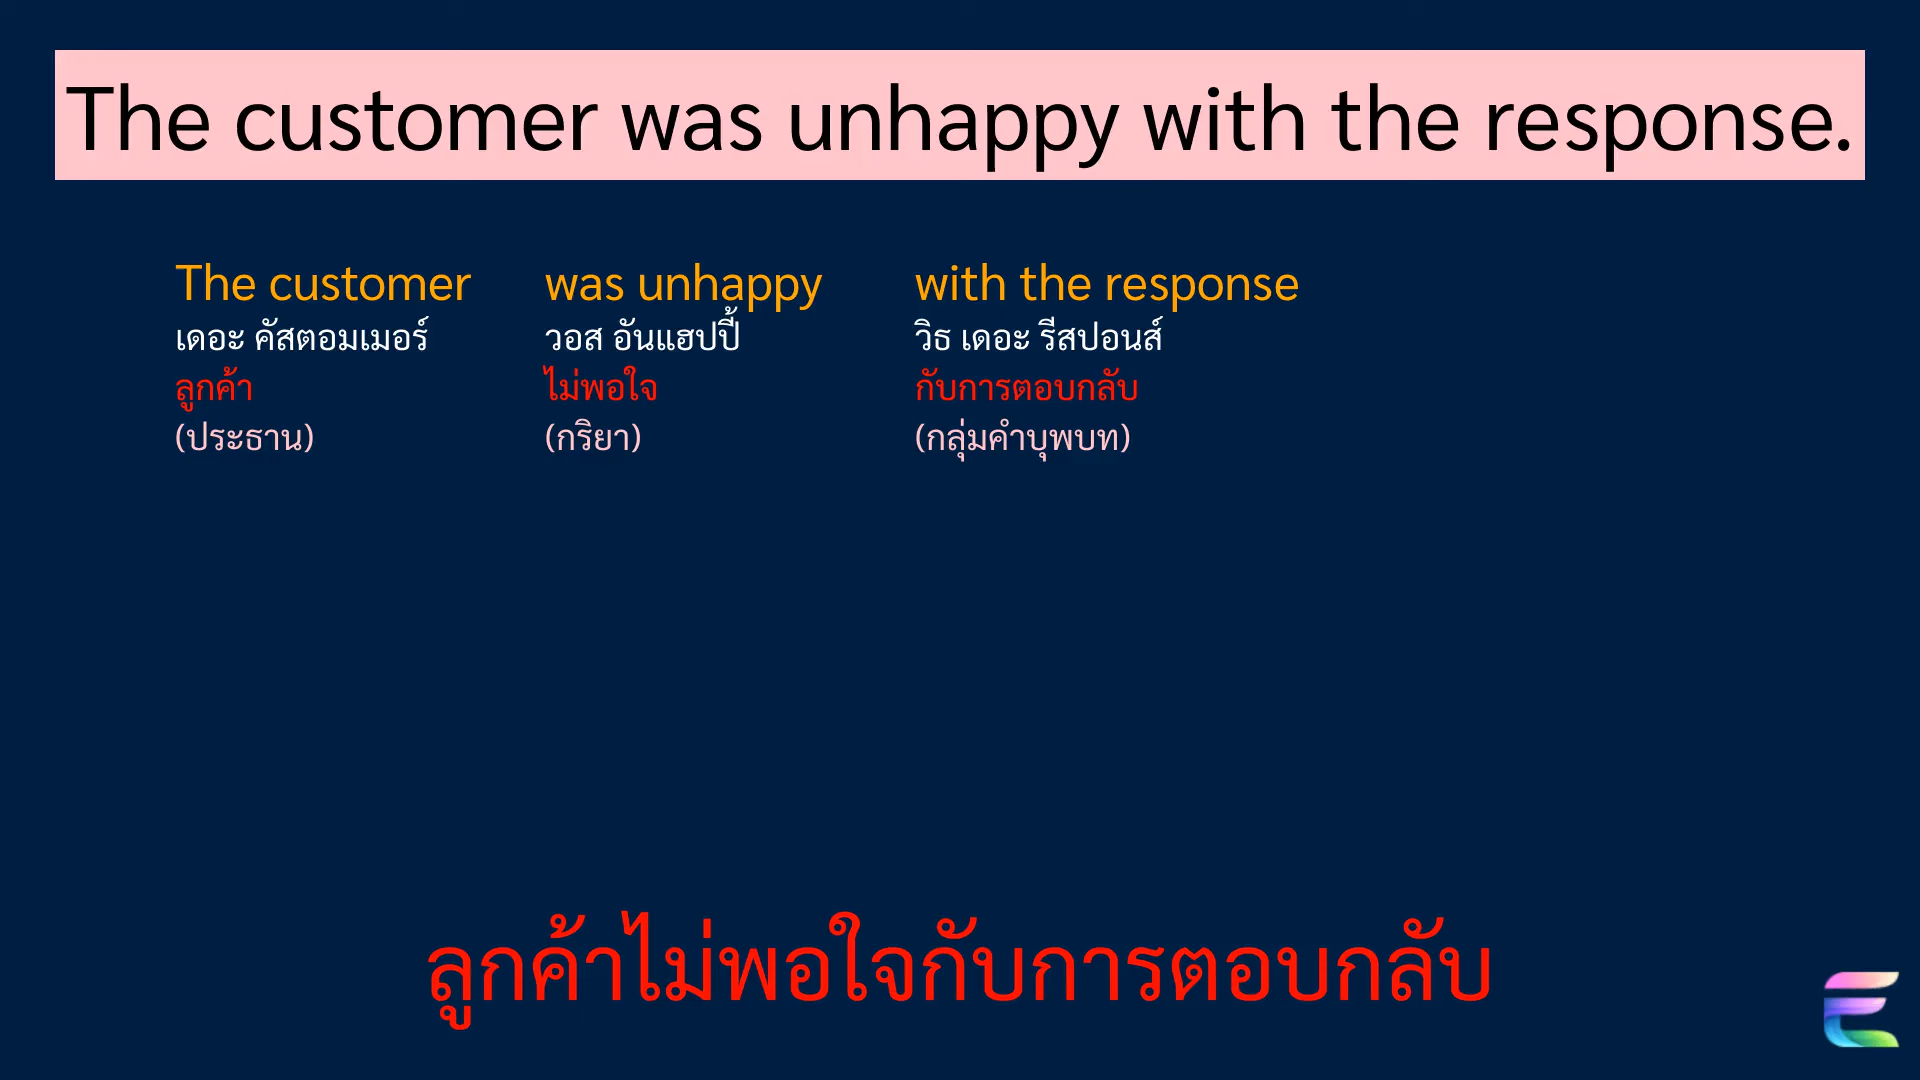 The customer was unhappy with the response.
The customer
เดอะ คัสตอมเมอร์
ลูกค้า
(ประธาน)
was unhappy
วอส อันแฮปปี้
ไม่พอใจ
(กริยา)
with the response
วิธ เดอะ รีสปอนส์
กับการตอบกลับ
(กลุ่มคำบุพบท)
ลูกค้าไม่พอใจกับการตอบกลับ